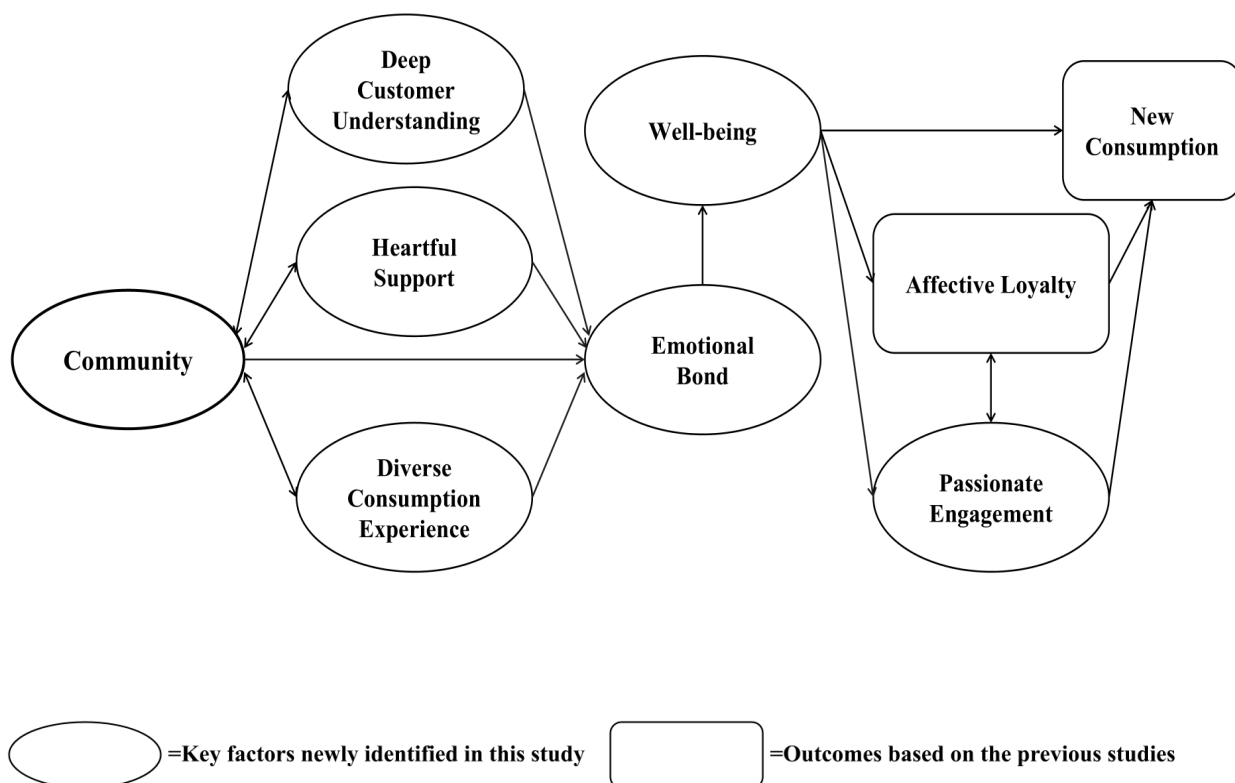 Deep
Customer
Understanding
Well-being
New
Consumption
Heartful
Support
Affective Loyalty
Community
Emotional
Bond
Diverse
Consumption
Experience
Passionate
Engagement
=Key factors newly identified in this study
=Outcomes based on the previous studies